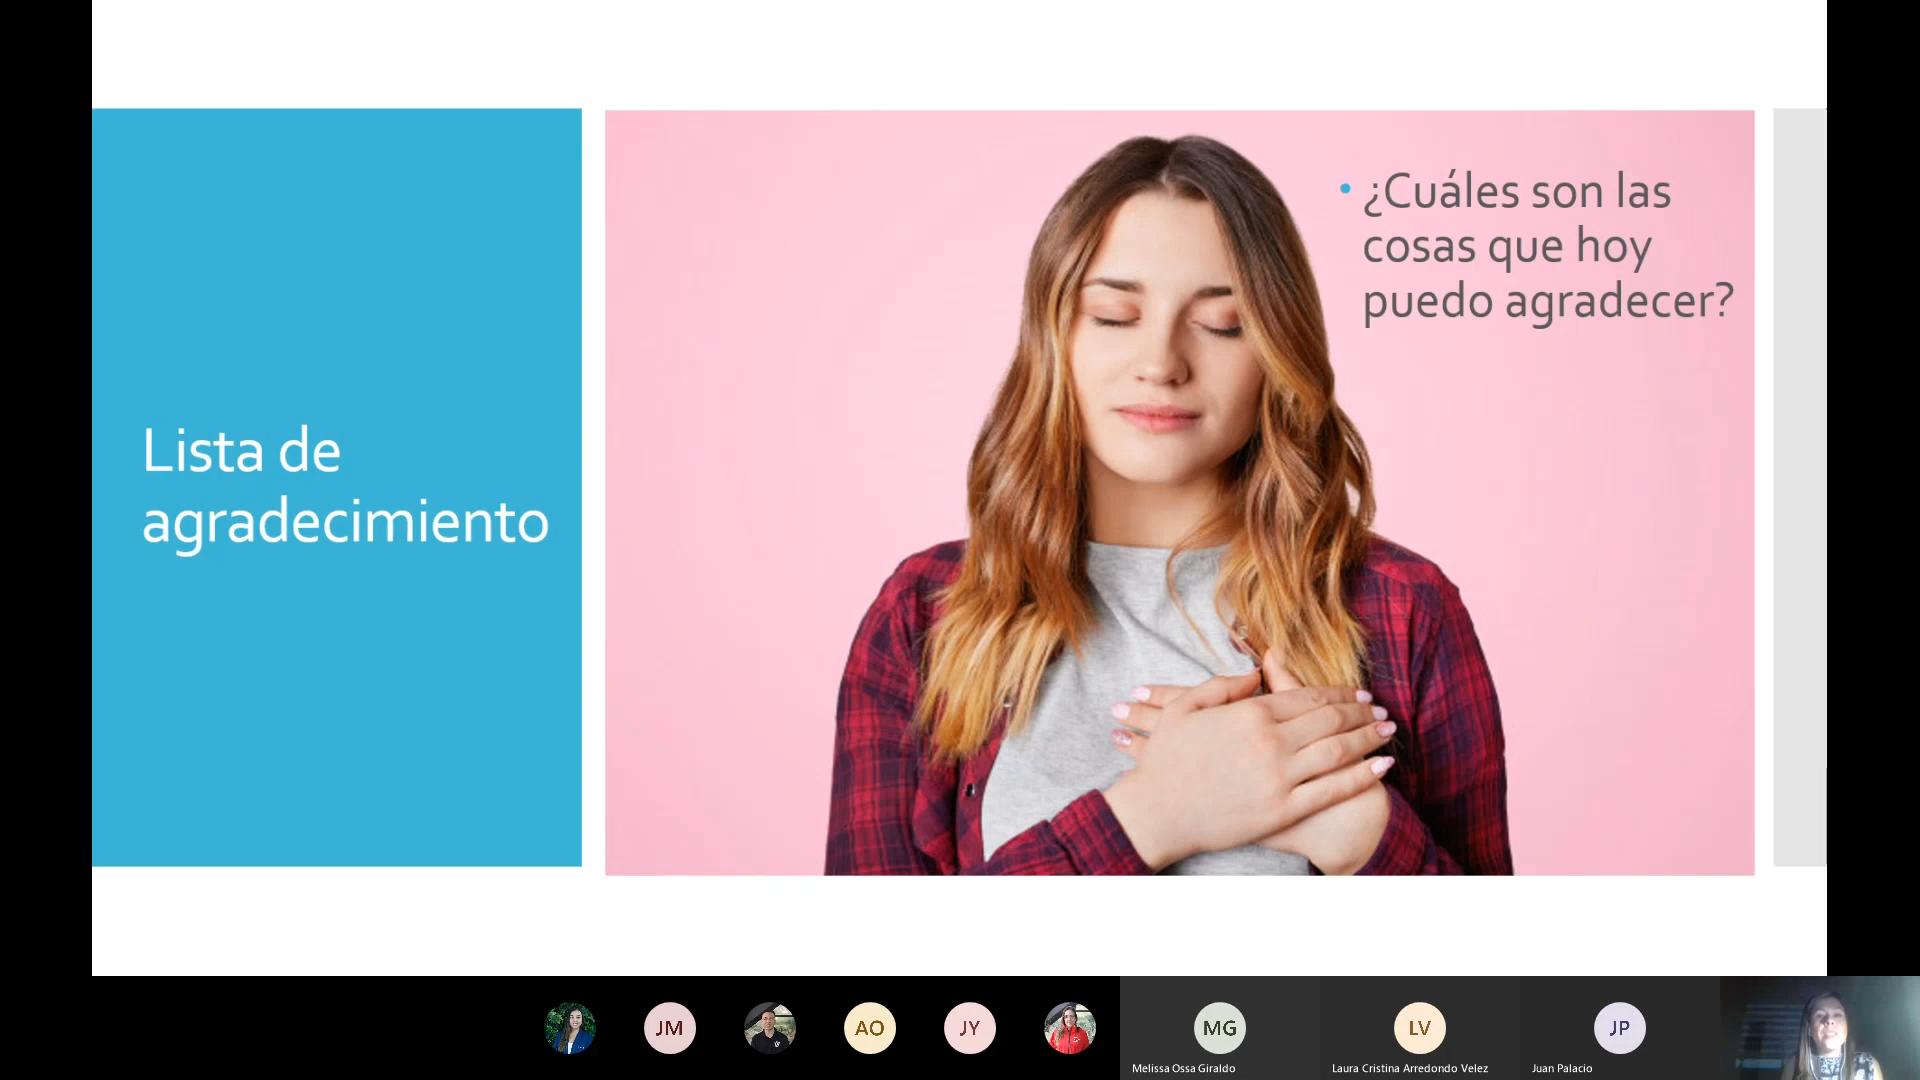 Lista de
agradecimiento
• ¿Cuáles son las
cosas que hoy
puedo agradecer?
JM
AO
JY
MG
LV
JP
Melissa Ossa Giraldo
Laura Cristina Arredondo Velez
Juan Palacio